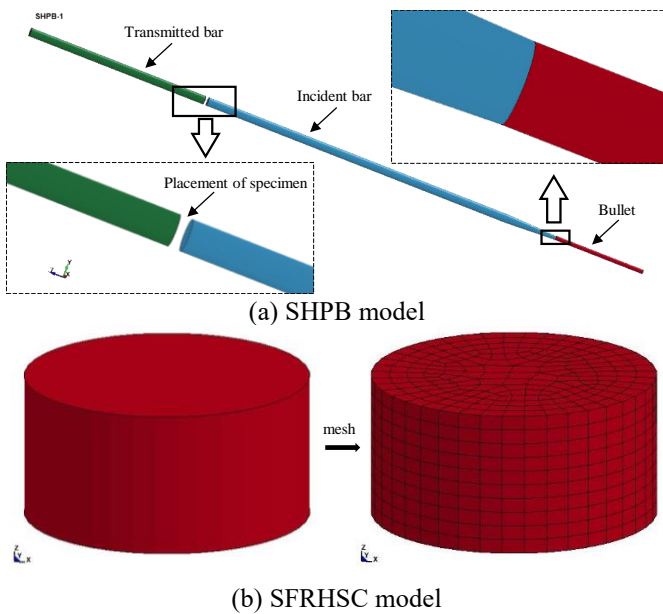 SHPB-1
Transmitted bar
Incident bar
Placement of specimen
Bullet
Y
Z
X
(a) SHPB model
mesh
Z
Y
X
Z
Y
X
(b) SFRHSC model